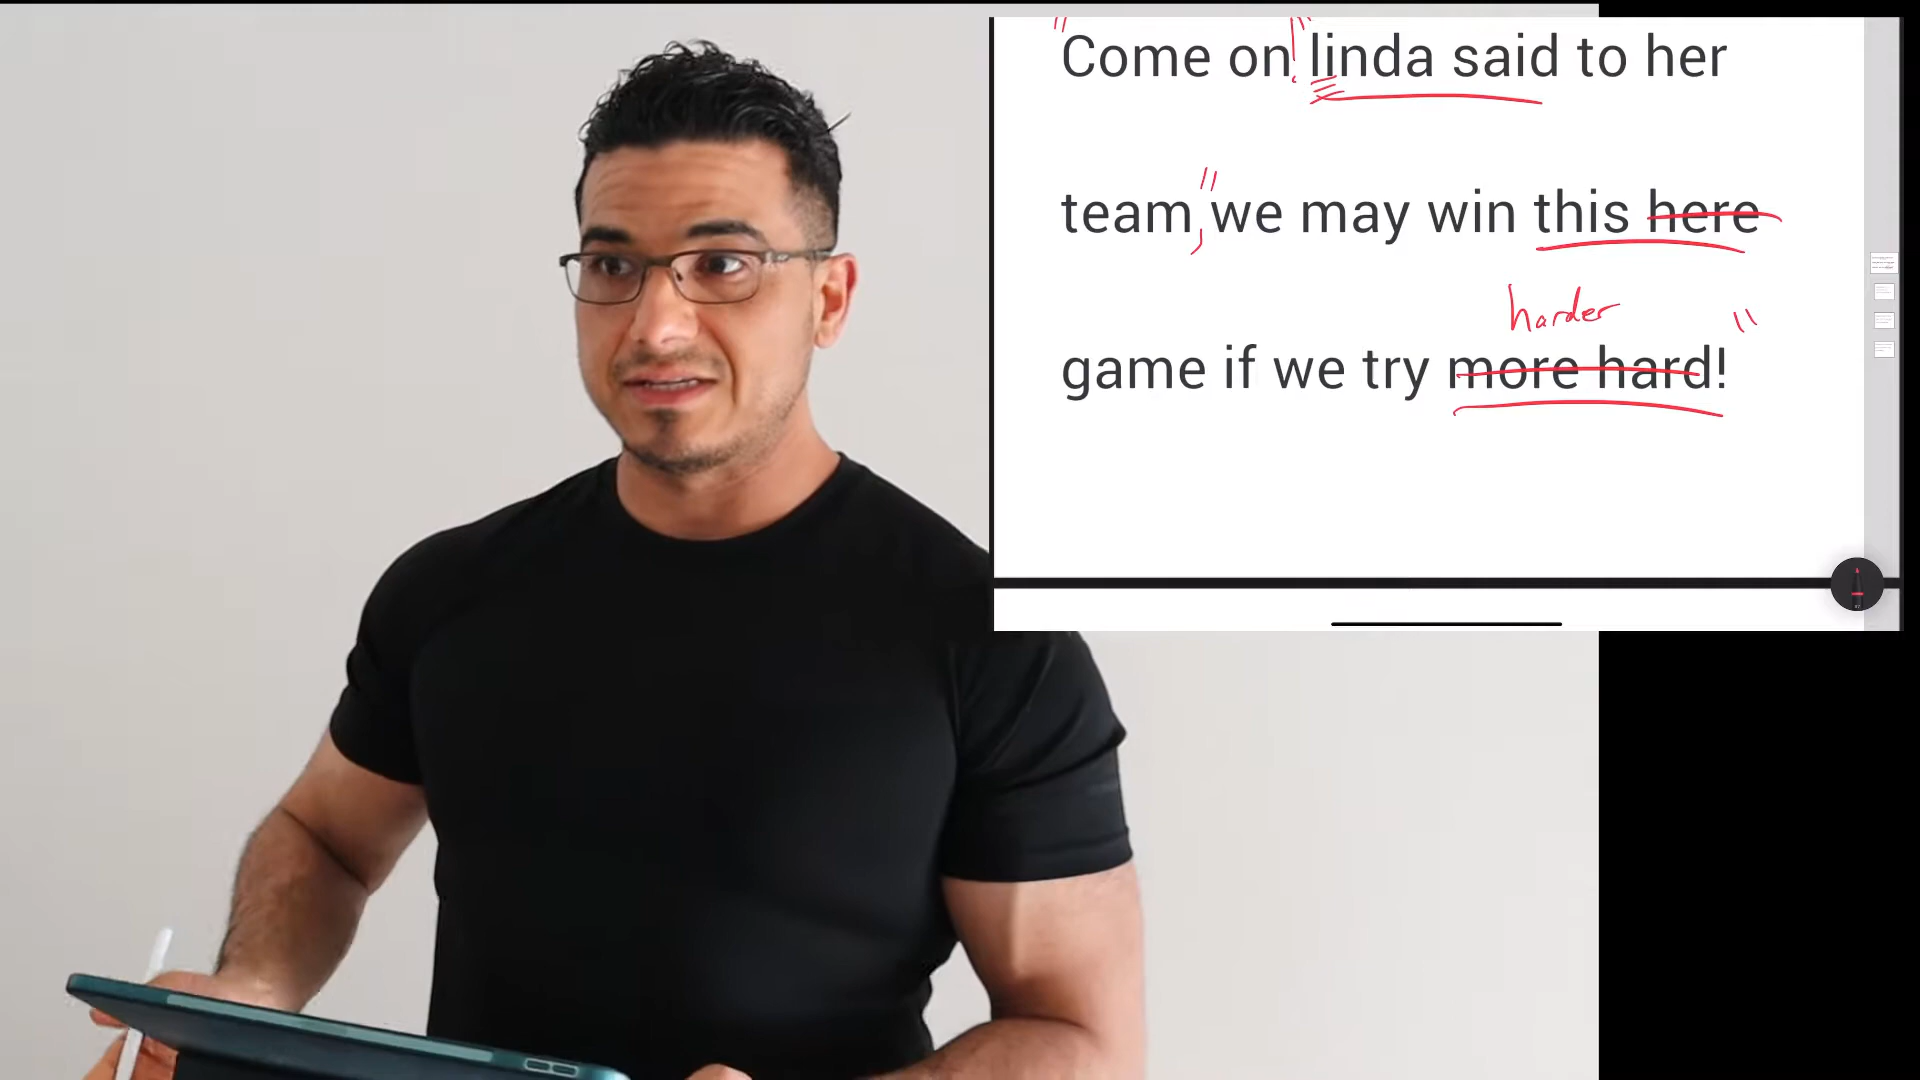 "Come on!" linda said to her
team, "we may win this here
harder
game if we try more hard!"